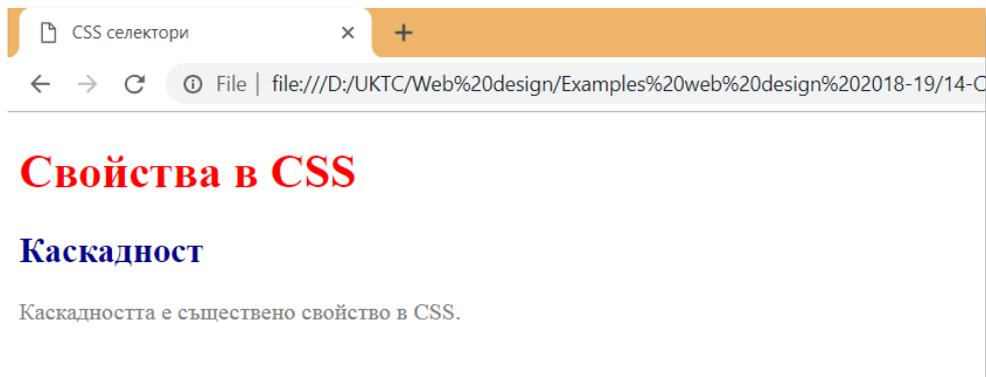 CSS селектори
File | file:///D:/UKTC/Web%20design/Examples%20web%20design%202018-19/14-C
Свойства в CSS
Каскадност
Каскадността е съществено свойство в CSS.